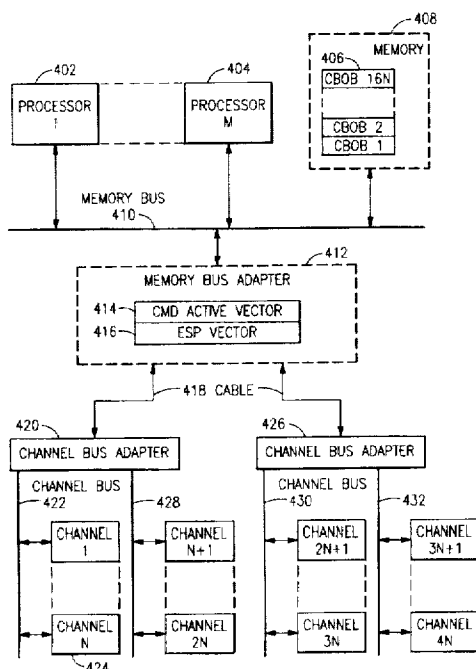 402
404
408
406
MEMORY
PROCESSOR
1
PROCESSOR
M
CBOB 16N
CBOB 2
CBOB 1
MEMORY BUS
410
412
MEMORY BUS ADAPTER
414
CMD ACTIVE VECTOR
416
ESP VECTOR
418 CABLE
420
426
CHANNEL BUS ADAPTER
CHANNEL BUS ADAPTER
CHANNEL BUS
CHANNEL BUS
422
428
430
432
CHANNEL
1
CHANNEL
N+1
CHANNEL
2N+1
CHANNEL
3N+1
CHANNEL
N
CHANNEL
2N
CHANNEL
3N
CHANNEL
4N
424